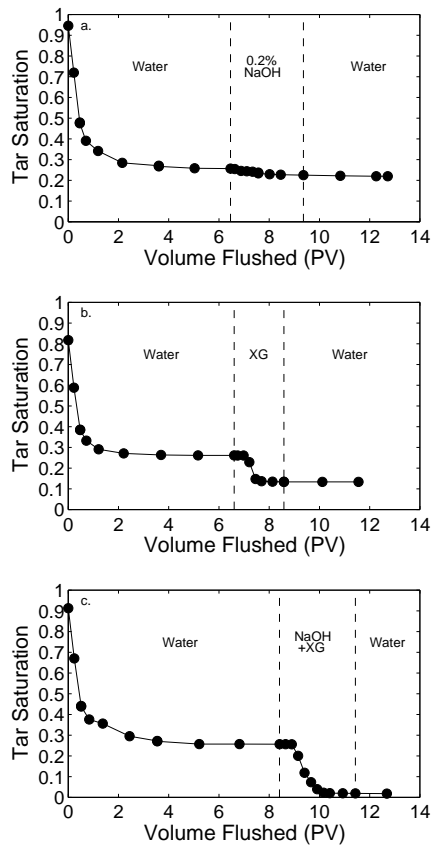 1
a.
0.9
0.8
Water
0.2%
NaOH
Water
0.7
0.6
0.5
0.4
0.3
0.2
0.1
0
0 2 4 6 8 10 12 14
Tar Saturation
Volume Flushed (PV)
1
b.
0.9
0.8
Water
XG
Water
0.7
0.6
0.5
0.4
0.3
0.2
0.1
0
0 2 4 6 8 10 12 14
Tar Saturation
Volume Flushed (PV)
1
c.
0.9
0.8
Water
NaOH
+XG
Water
0.7
0.6
0.5
0.4
0.3
0.2
0.1
0
0 2 4 6 8 10 12 14
Tar Saturation
Volume Flushed (PV)